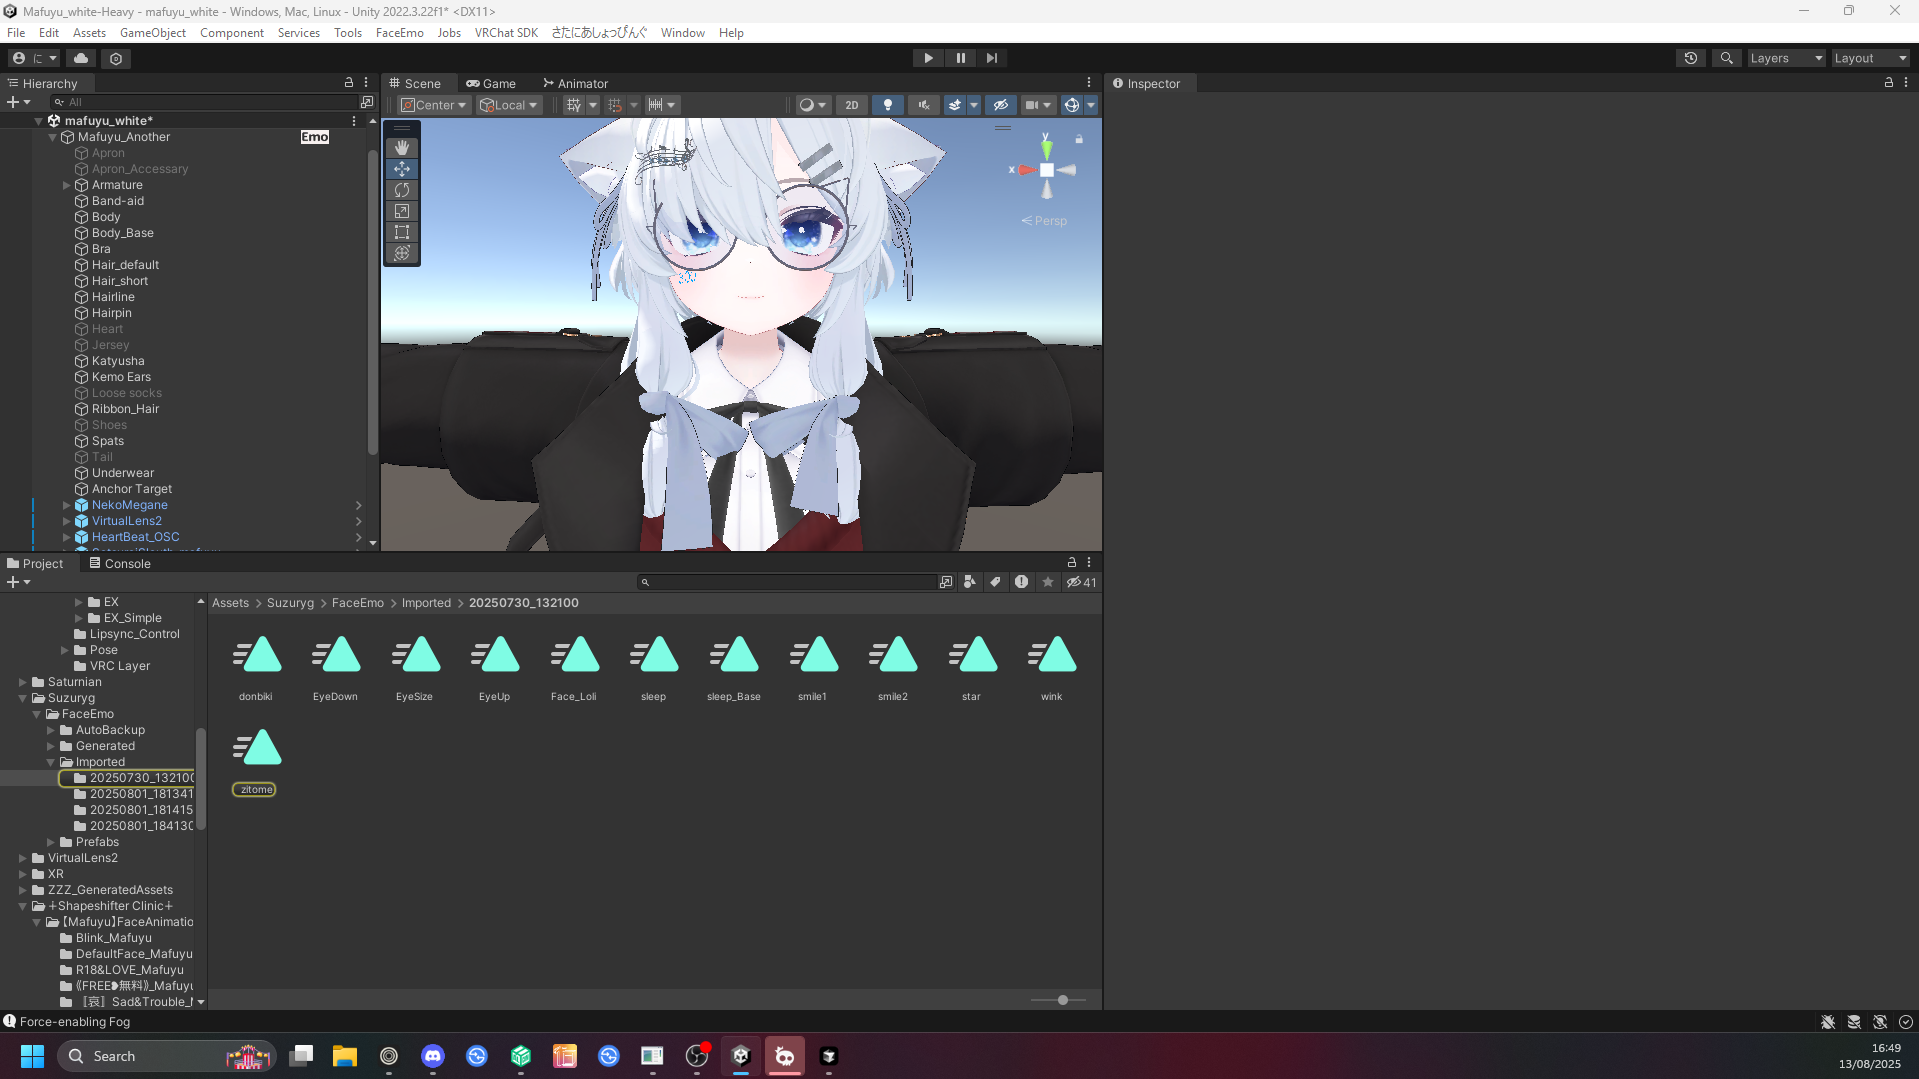 Mafuyu_white-Heavy - mafuyu_white - Windows, Mac, Linux - Unity 2022.3.22f1* <DX11>
File Edit Assets GameObject Component Services Tools FaceEmo Jobs VRChat SDK さたにあしょっぴんぐ Window Help
に Layers Layout
Hierarchy
All
mafuyu_white*
Mafuyu_Another Emo
Apron
Apron_Accessary
Armature
Band-aid
Body
Body_Base
Bra
Hair_default
Hair_short
Hairline
Hairpin
Heart
Jersey
Katyusha
Kemo Ears
Loose socks
Ribbon_Hair
Shoes
Spats
Tail
Underwear
Anchor Target
NekoMegane
VirtualLens2
HeartBeat_OSC
Scene Game Animator
Center Local 2D
y
x
Persp
Inspector
Project Console
41
EX
EX_Simple
Lipsync_Control
Pose
VRC Layer
Saturnian
Suzuryg
FaceEmo
AutoBackup
Generated
Imported
20250730_132100
20250801_181341
20250801_181415
20250801_184130
Prefabs
VirtualLens2
XR
ZZZ_GeneratedAssets
＋Shapeshifter Clinic＋
【Mafuyu】FaceAnimatio
Blink_Mafuyu
DefaultFace_Mafuyu
R18&LOVE_Mafuyu
《FREE❥無料》_Mafuyu
〚哀〛Sad&Trouble_
Assets > Suzuryg > FaceEmo > Imported > 20250730_132100
donbiki EyeDown EyeSize EyeUp Face_Loli sleep sleep_Base smile1 smile2 star wink
zitome
Force-enabling Fog
Search
16:49
13/08/2025